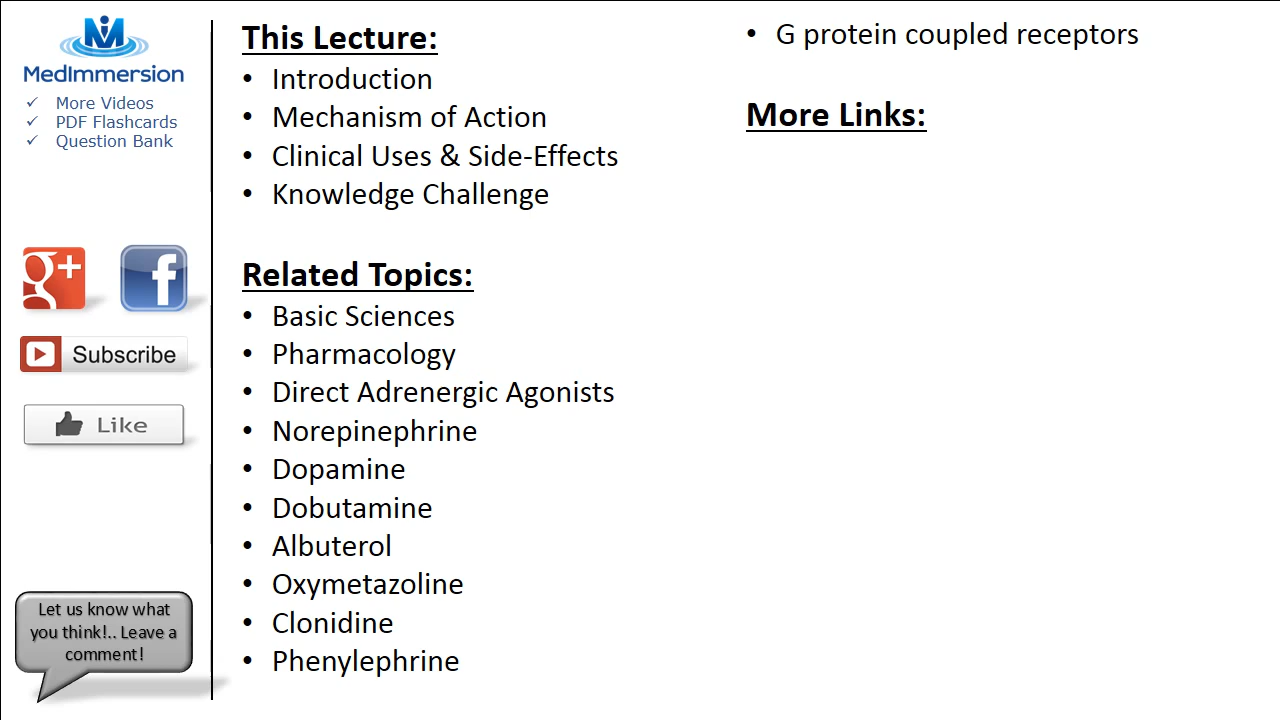 MedImmersion
✓ More Videos
✓ PDF Flashcards
✓ Question Bank
g+
f
Subscribe
Like
Let us know what
you think!.. Leave a
comment!
This Lecture:
• Introduction
• Mechanism of Action
• Clinical Uses & Side-Effects
• Knowledge Challenge
Related Topics:
• Basic Sciences
• Pharmacology
• Direct Adrenergic Agonists
• Norepinephrine
• Dopamine
• Dobutamine
• Albuterol
• Oxymetazoline
• Clonidine
• Phenylephrine
• G protein coupled receptors
More Links: